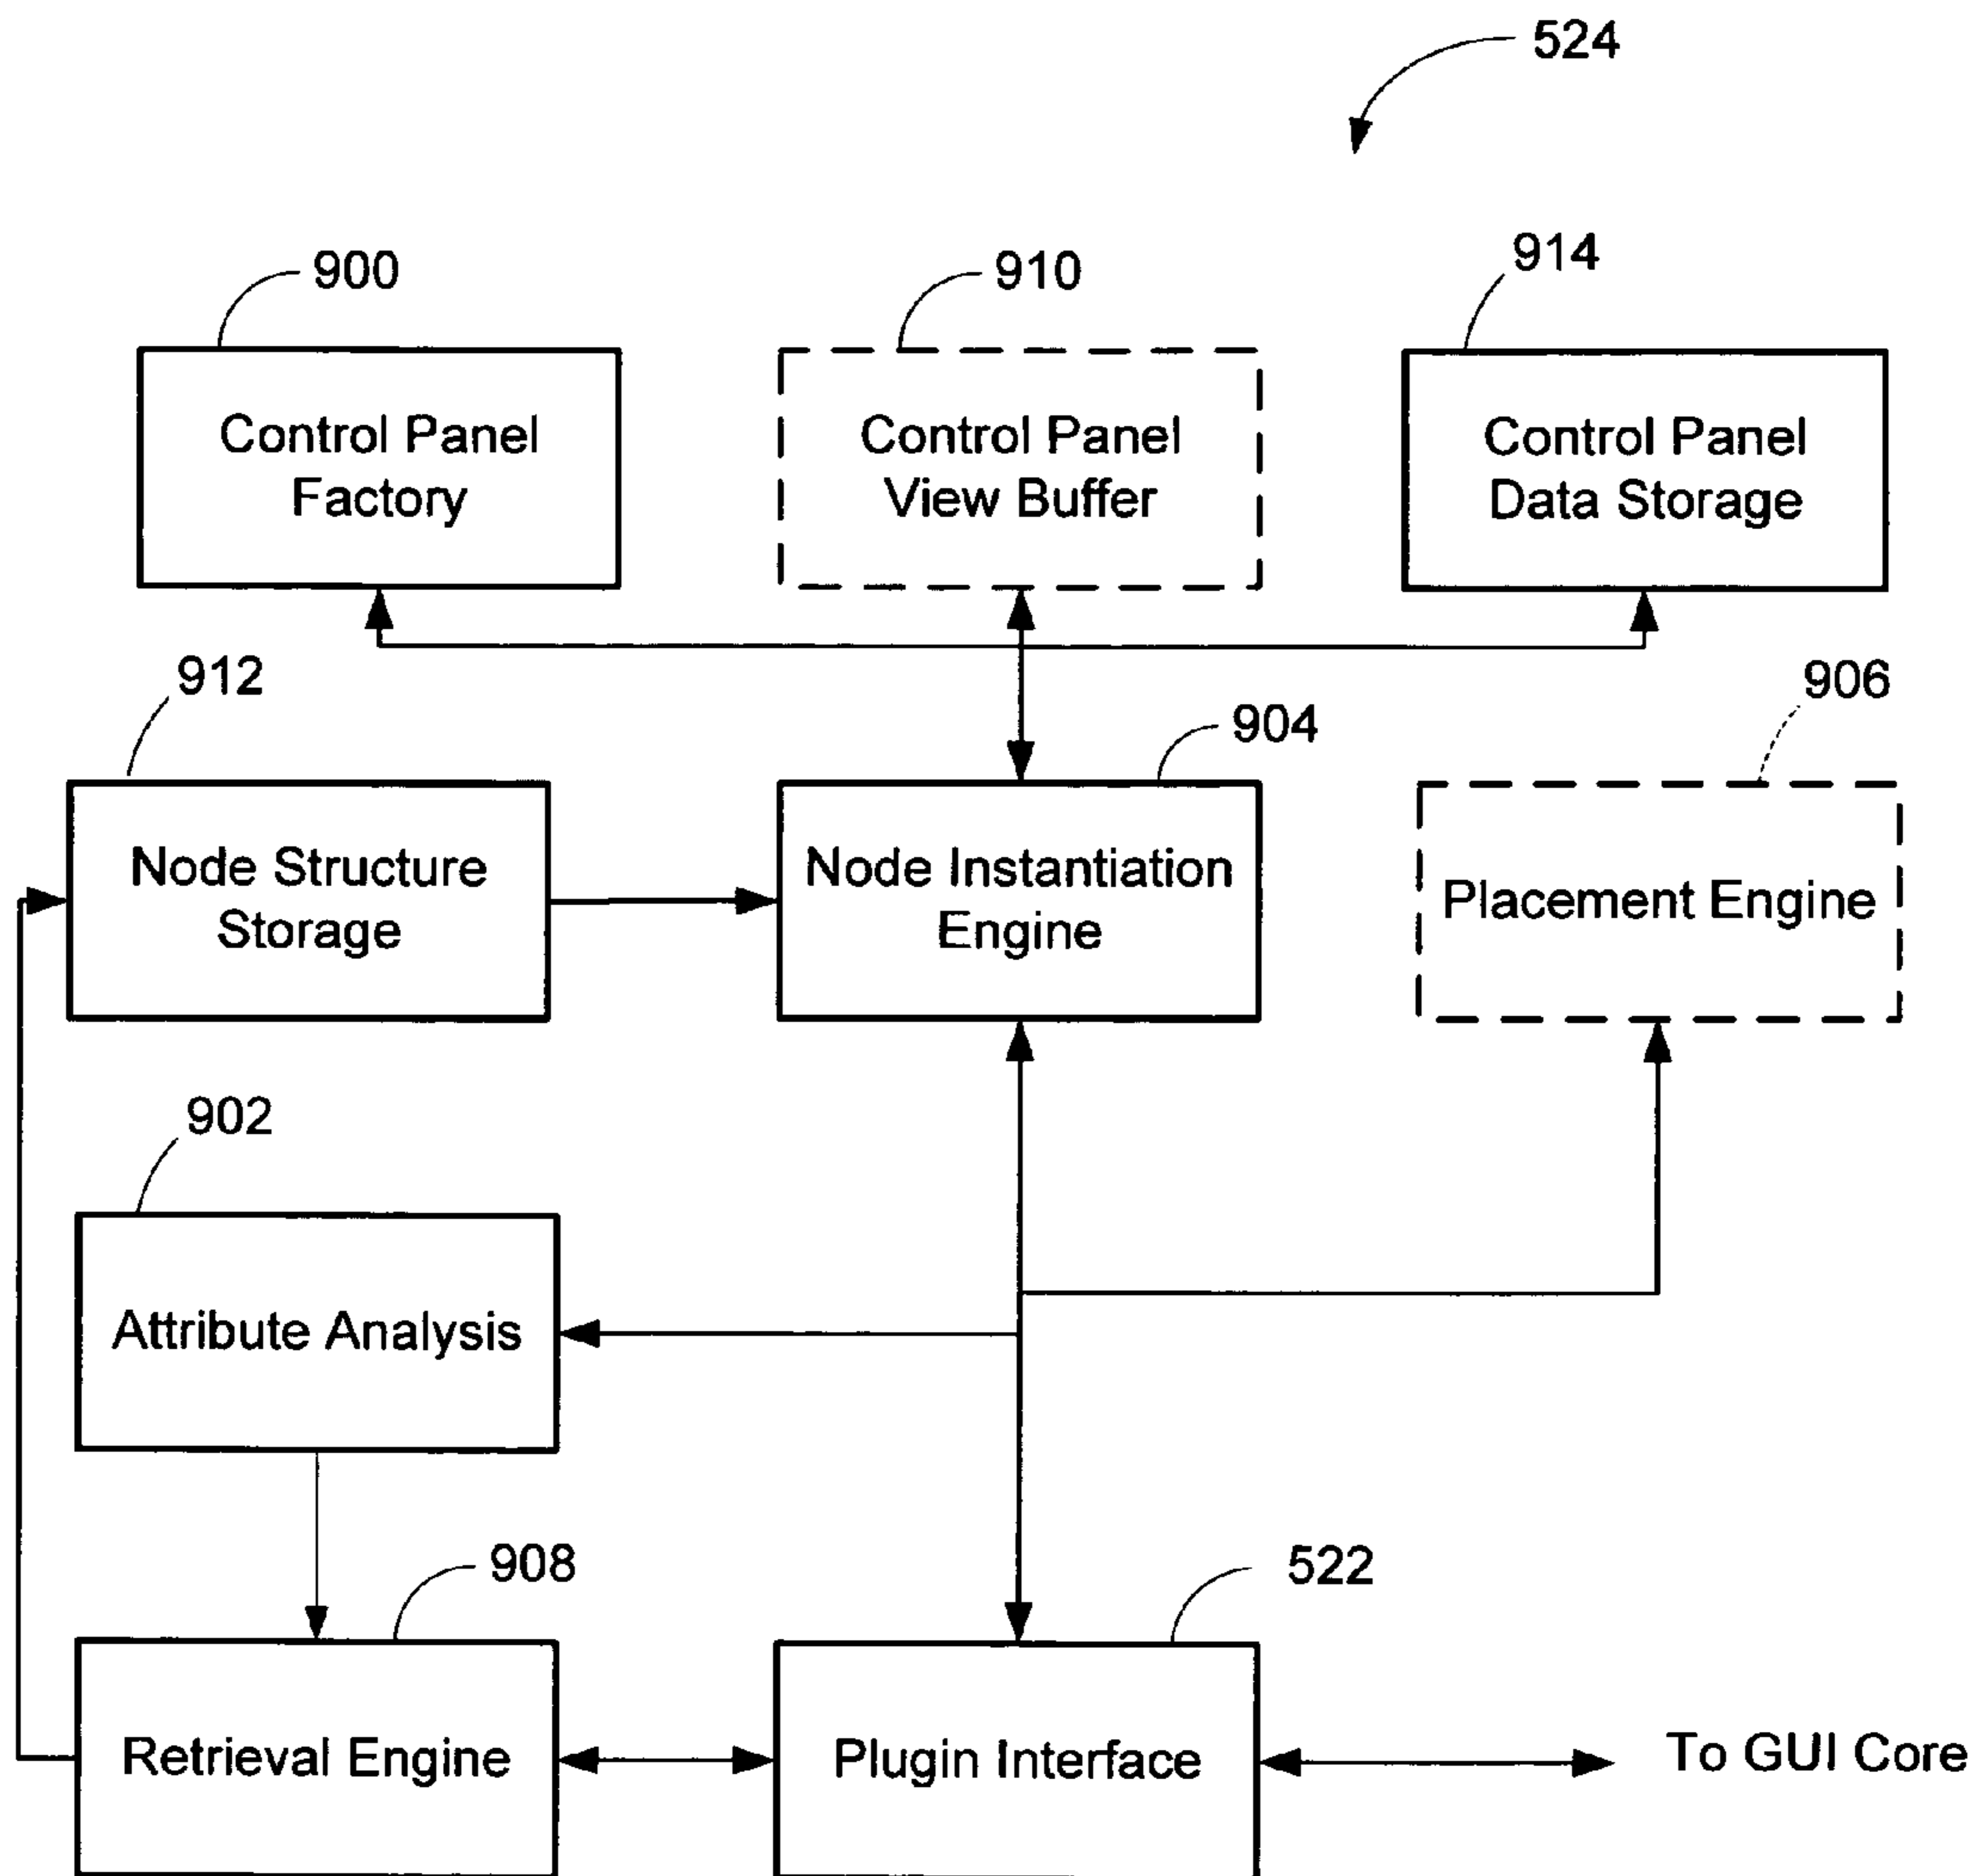 524
900
910
914
Control Panel
Factory
Control Panel
View Buffer
Control Panel
Data Storage
912
904
906
Node Structure
Storage
Node Instantiation
Engine
Placement Engine
902
Attribute Analysis
908
522
Retrieval Engine
Plugin Interface
To GUI Core